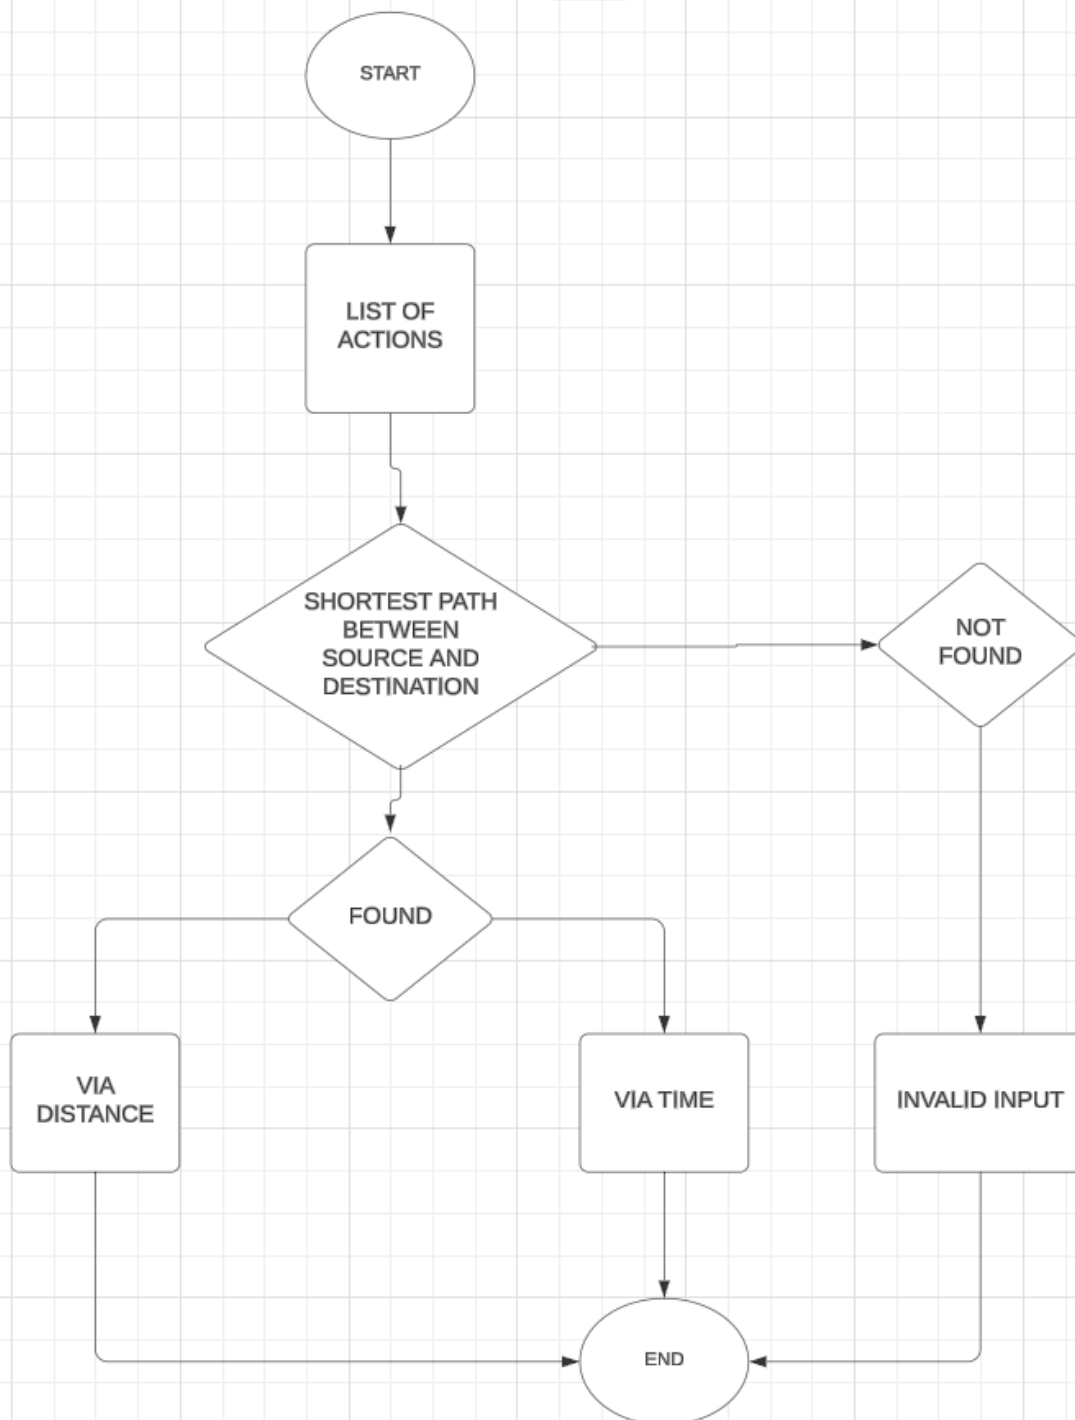 START
LIST OF
ACTIONS
SHORTEST PATH
BETWEEN
SOURCE AND
DESTINATION
NOT
FOUND
FOUND
VIA
DISTANCE
VIA TIME
INVALID INPUT
END